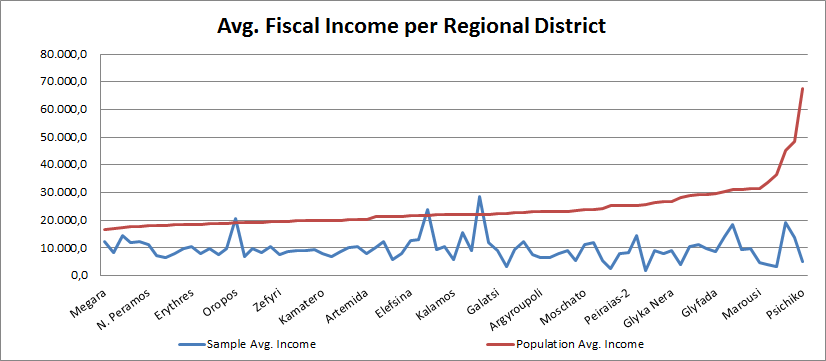 Avg. Fiscal Income per Regional District
80.000,0
70.000,0
60.000,0
50.000,0
40.000,0
30.000,0
20.000,0
10.000,0
0,0
Megara
N. Peramos
Erythres
Oropos
Zefyri
Kamatero
Artemida
Elefsina
Kalamos
Galatsi
Argyroupoli
Moschato
Peiraias-2
Glyka Nera
Glyfada
Marousi
Psichiko
Sample Avg. Income
Population Avg. Income